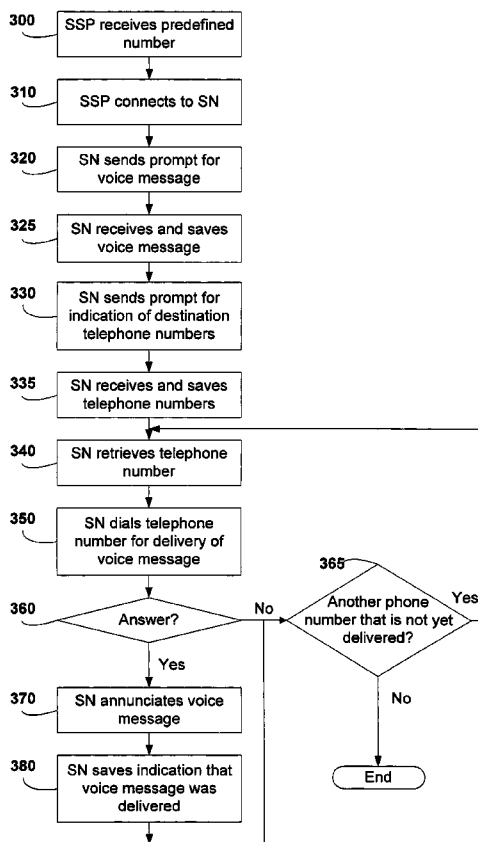 300
SSP receives predefined
number
310
SSP connects to SN
320
SN sends prompt for
voice message
325
SN receives and saves
voice message
330
SN sends prompt for
indication of destination
telephone numbers
335
SN receives and saves
telephone numbers
340
SN retrieves telephone
number
350
SN dials telephone
number for delivery of
voice message
360
Answer?
No
Yes
365
Another phone
number that is not yet
delivered?
Yes
No
End
370
SN annunciates voice
message
380
SN saves indication that
voice message was
delivered